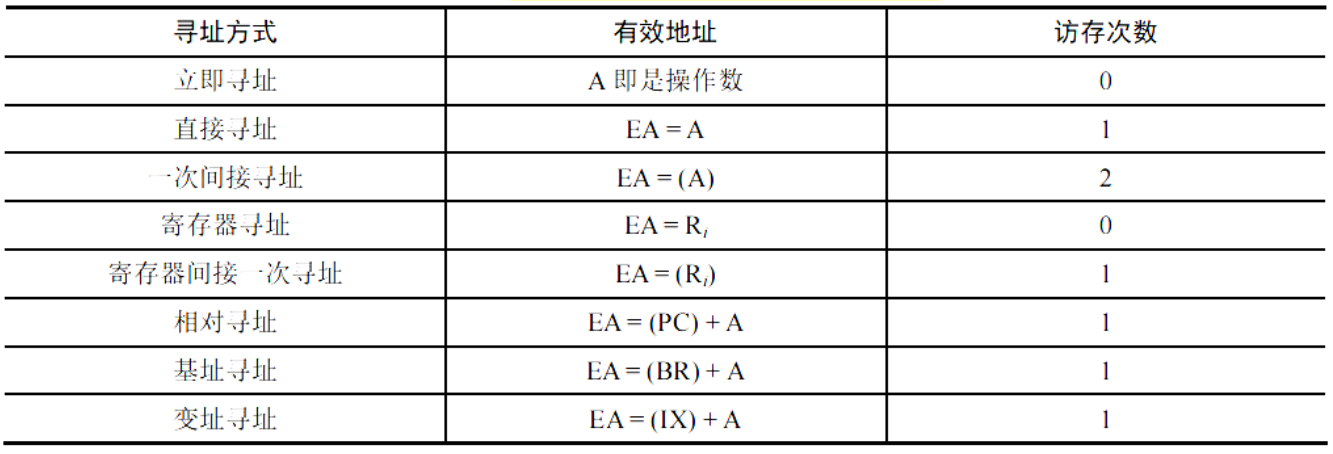 寻址方式 有效地址 访存次数
立即寻址 A 即是操作数 0
直接寻址 EA = A 1
一次间接寻址 EA = (A) 2
寄存器寻址 EA = Ri 0
寄存器间接一次寻址 EA = (Ri) 1
相对寻址 EA = (PC) + A 1
基址寻址 EA = (BR) + A 1
变址寻址 EA = (IX) + A 1